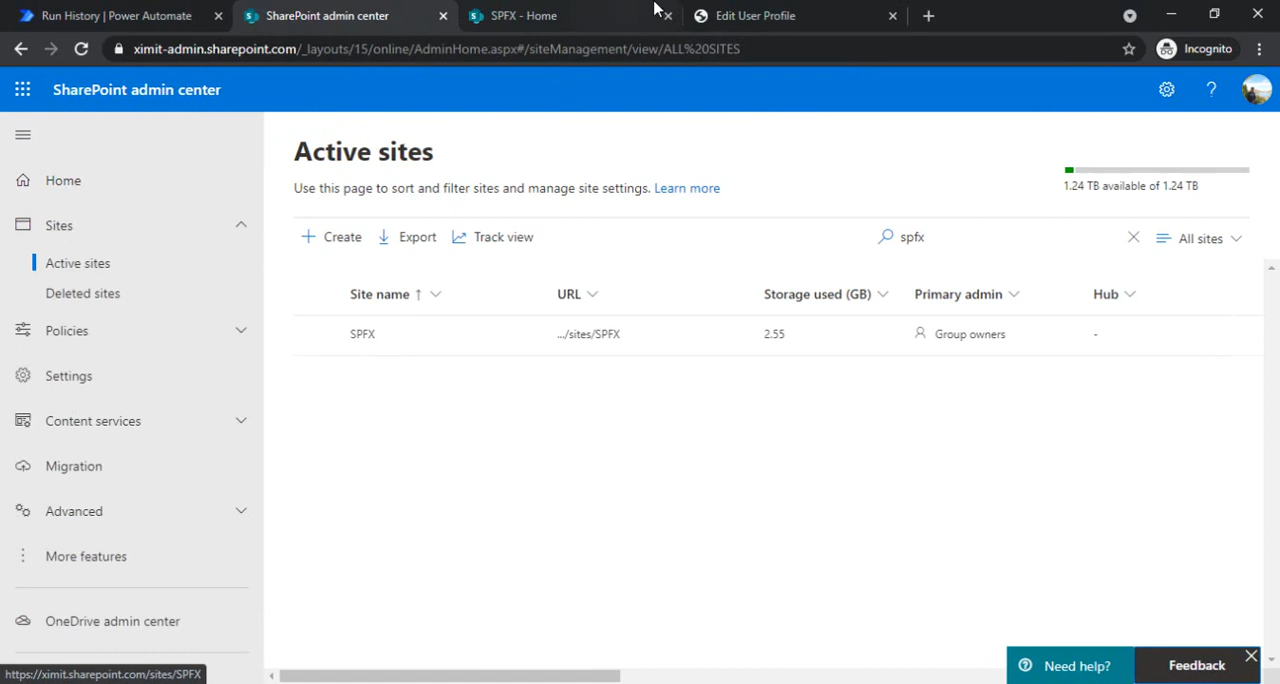 Run History | Power Automate
SharePoint admin center
SPFX - Home
Edit User Profile
ximit-admin.sharepoint.com/_layouts/15/online/AdminHome.aspx#/siteManagement/view/ALL%20SITES
Incognito
SharePoint admin center
?
Home
Sites
Active sites
Deleted sites
Policies
Settings
Content services
Migration
Advanced
More features
OneDrive admin center
Active sites
Use this page to sort and filter sites and manage site settings. Learn more
1.24 TB available of 1.24 TB
Create Export Track view
spfx
All sites
Site name ↑ URL Storage used (GB) Primary admin Hub
SPFX .../sites/SPFX 2.55 Group owners -
https://ximit.sharepoint.com/sites/SPFX
Need help?
Feedback